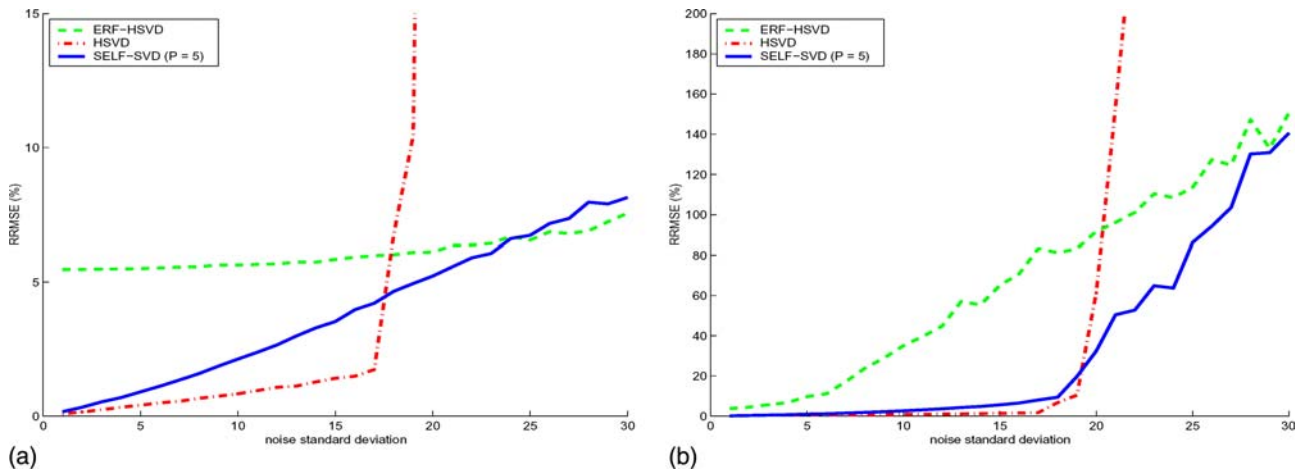 15
10
5
0
0
5
10
15
20
25
30
RRMSE (%)
noise standard deviation
ERF-HSVD
HSVD
SELF-SVD (P = 5)
(a)
200
180
160
140
120
100
80
60
40
20
0
0
5
10
15
20
25
30
RRMSE (%)
noise standard deviation
ERF-HSVD
HSVD
SELF-SVD (P = 5)
(b)